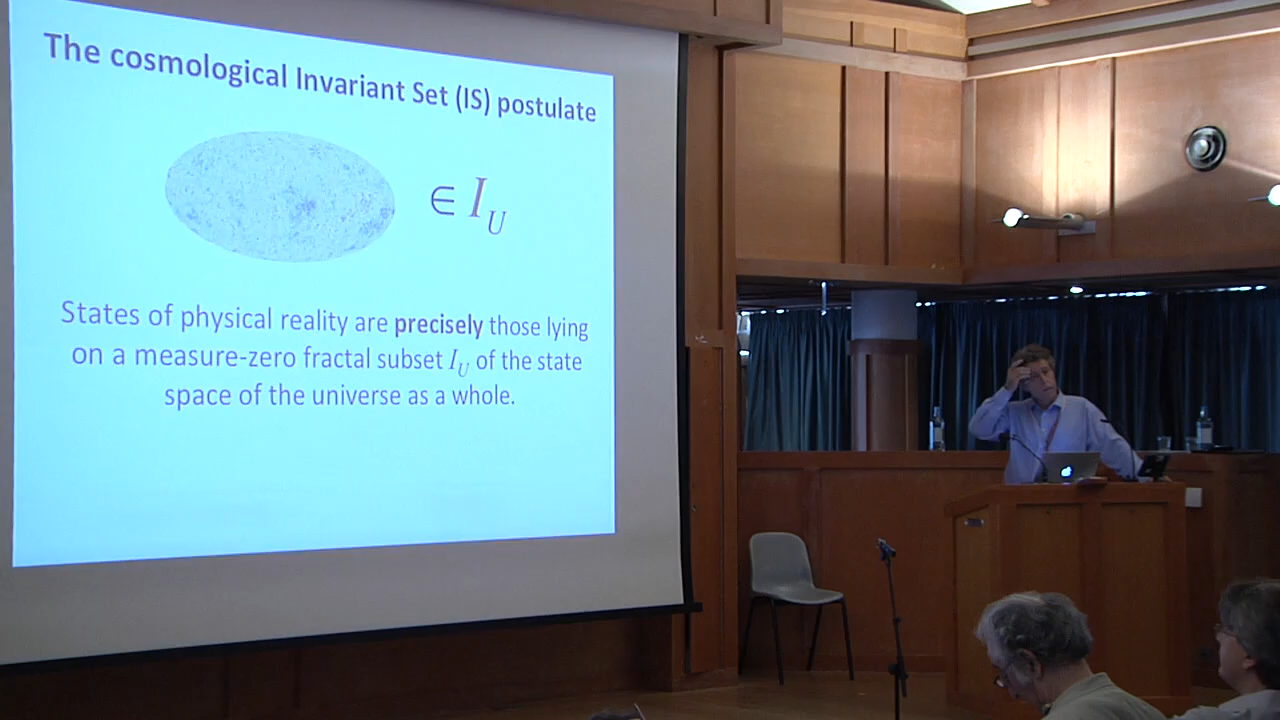 The cosmological Invariant Set (IS) postulate
∈ I_U
States of physical reality are precisely those lying
on a measure-zero fractal subset I_U of the state
space of the universe as a whole.